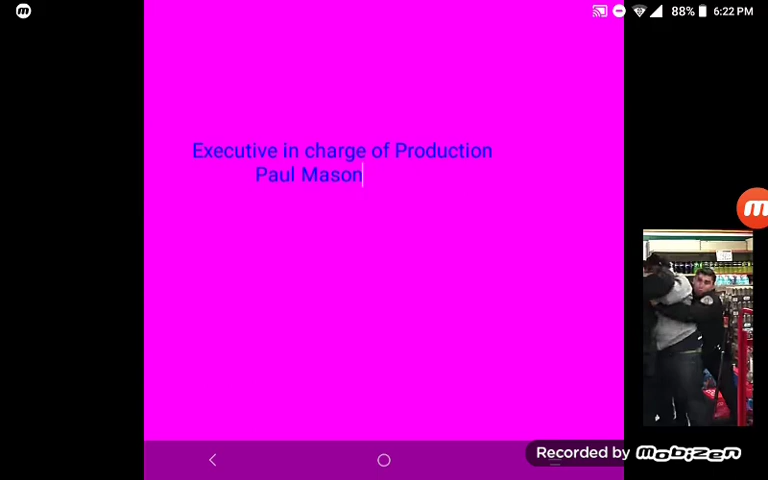 88% 6:22 PM
Executive in charge of Production
Paul Mason
Recorded by mobizen